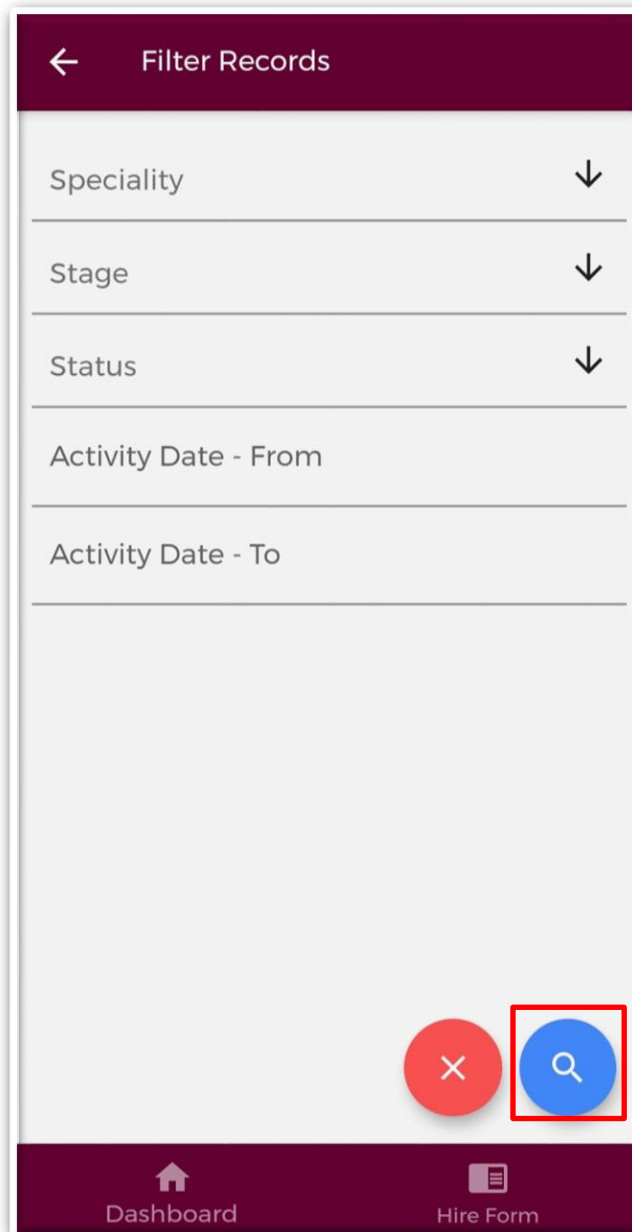 Filter Records
Speciality
Stage
Status
Activity Date - From
Activity Date - To
Dashboard
Hire Form